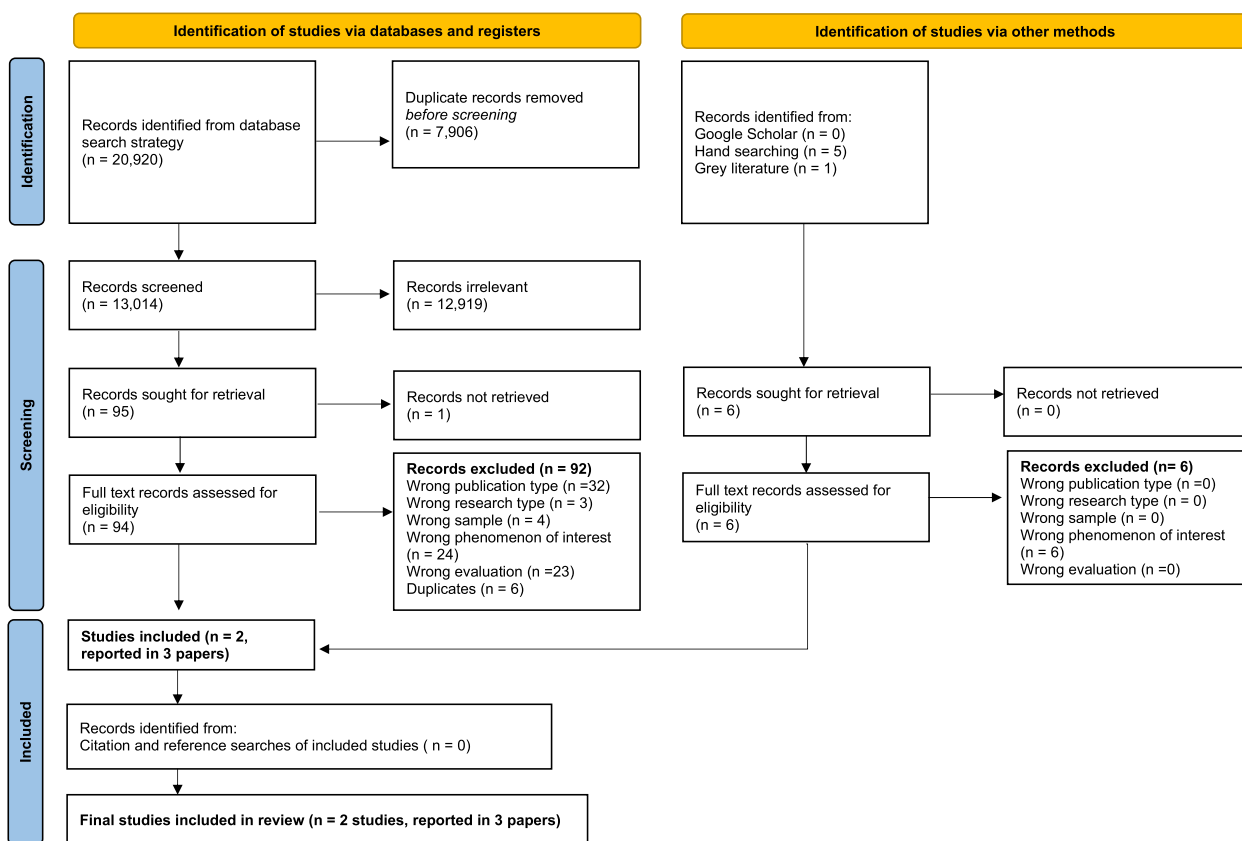 Identification of studies via databases and registers
Identification of studies via other methods
Identification
Records identified from database
search strategy
(n = 20,920)
Duplicate records removed
before screening
(n = 7,906)
Records identified from:
Google Scholar (n = 0)
Hand searching (n = 5)
Grey literature (n = 1)
Screening
Records screened
(n = 13,014)
Records irrelevant
(n = 12,919)
Records sought for retrieval
(n = 95)
Records not retrieved
(n = 1)
Records sought for retrieval
(n = 6)
Records not retrieved
(n = 0)
Full text records assessed for
eligibility
(n = 94)
Records excluded (n = 92)
Wrong publication type (n =32)
Wrong research type (n = 3)
Wrong sample (n = 4)
Wrong phenomenon of interest
(n = 24)
Wrong evaluation (n =23)
Duplicates (n = 6)
Full text records assessed for
eligibility
(n = 6)
Records excluded (n= 6)
Wrong publication type (n =0)
Wrong research type (n = 0)
Wrong sample (n = 0)
Wrong phenomenon of interest
(n = 6)
Wrong evaluation (n =0)
Included
Studies included (n = 2,
reported in 3 papers)
Records identified from:
Citation and reference searches of included studies ( n = 0)
Final studies included in review (n = 2 studies, reported in 3 papers)